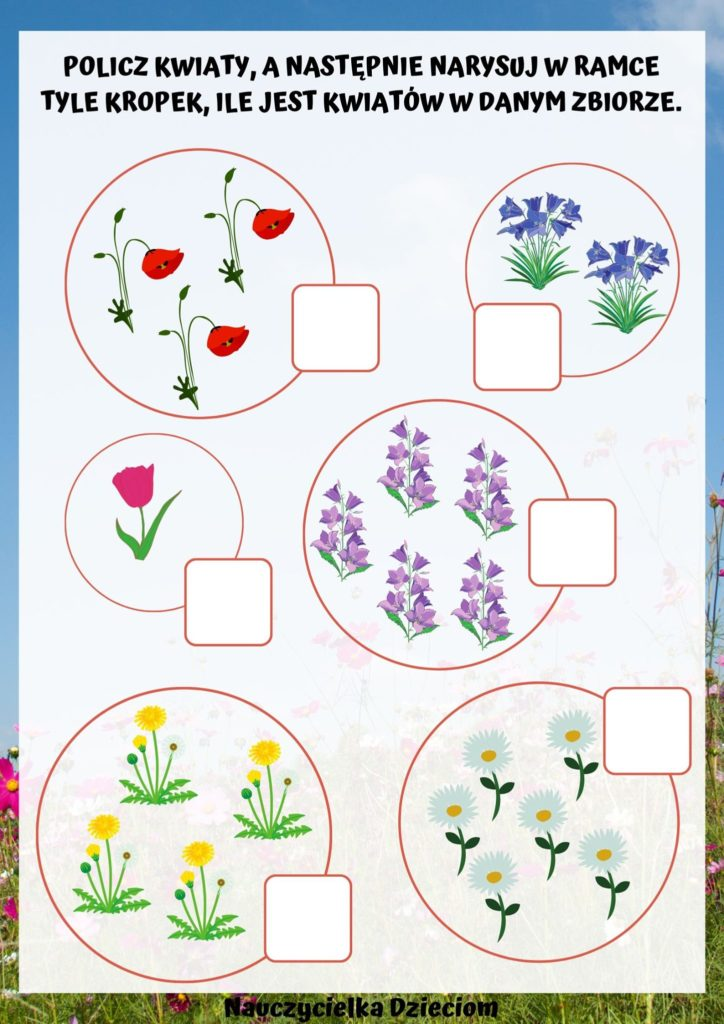 POLICZ KWIATY, A NASTĘPNIE NARYSUJ W RAMCE
TYLE KROPEK, ILE JEST KWIATÓW W DANYM ZBIORZE.
Nauczycielka Dzieciom